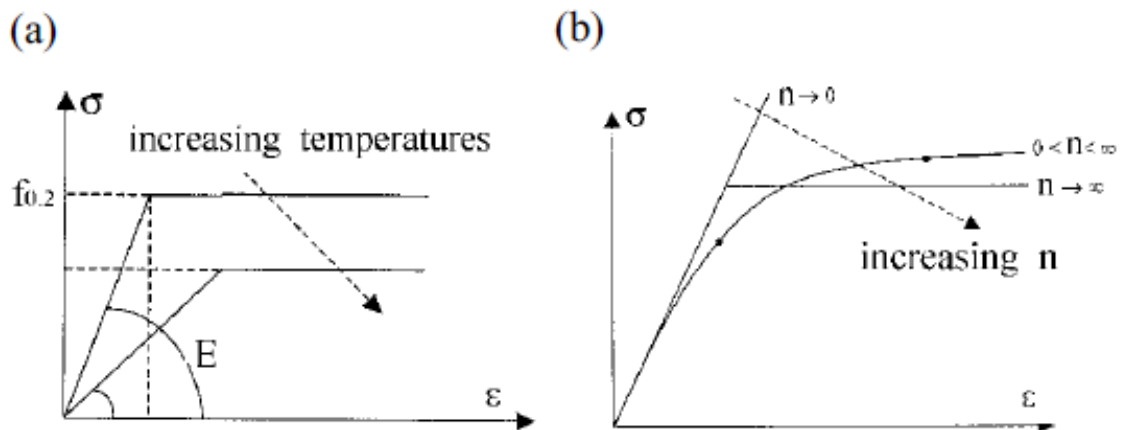 (a)
σ
increasing temperatures
f0.2
E
ε
(b)
n → 0
σ
0 < n < ∞
n → ∞
increasing n
ε